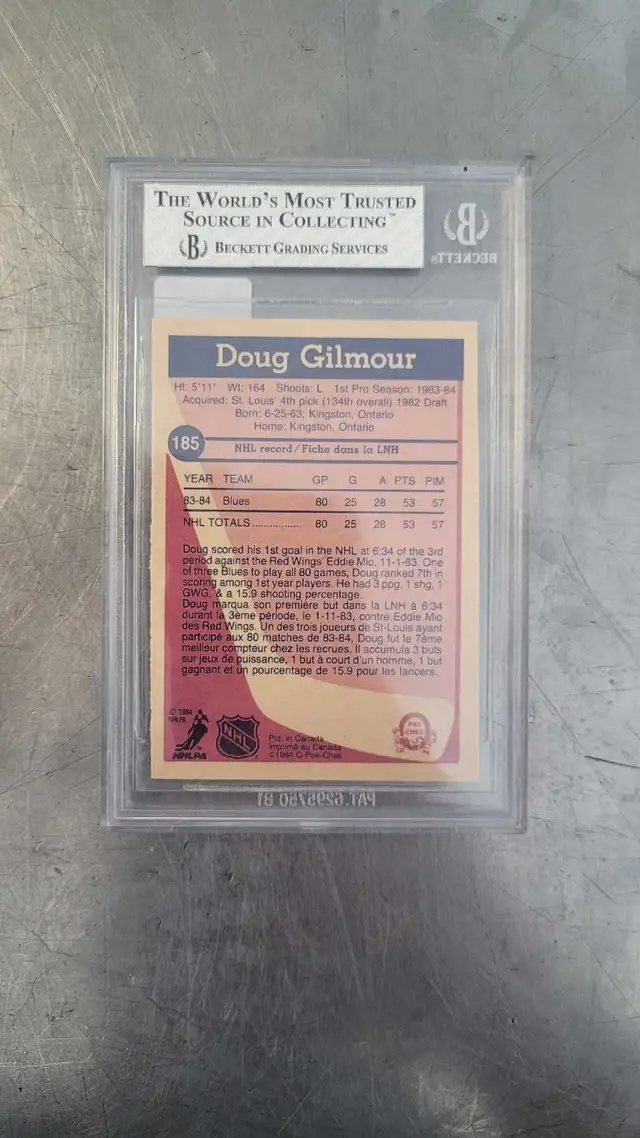 THE WORLD'S MOST TRUSTED
SOURCE IN COLLECTING™
B BECKETT GRADING SERVICES
B
BECKETT®
Doug Gilmour
Ht: 5'11" Wt: 164 Shoots: L 1st Pro Season: 1983-84
Acquired: St. Louis' 4th pick (134th overall) 1982 Draft
Born: 6-25-63, Kingston, Ontario
Home: Kingston, Ontario
185
NHL record/Fiche dans la LNH
YEAR TEAM GP G A PTS PIM
83-84 Blues 80 25 28 53 57
NHL TOTALS ................. 80 25 28 53 57
Doug scored his 1st goal in the NHL at 6:34 of the 3rd
period against the Red Wings' Eddie Mio, 11-1-83. One
of three Blues to play all 80 games, Doug ranked 7th in
scoring among 1st year players. He had 3 ppg, 1 shg, 1
GWG, & a 15.9 shooting percentage.
Doug marqua son première but dans la LNH à 6:34
durant la 3ème période, le 1-11-83, contre Eddie Mio
des Red Wings. Un des trois joueurs de St-Louis ayant
participé aux 80 matches de 83-84, Doug fut le 7ème
meilleur compteur chez les recrues. Il accumula 3 buts
sur jeux de puissance, 1 but à court d'un homme, 1 but
gagnant et un pourcentage de 15.9 pour les lancers.
© 1984
NHLPA
NHLPA
NHL
Ptd. in Canada
Imprimé au Canada
©1984 O-Pee-Chee
PAT. 6295750 B1